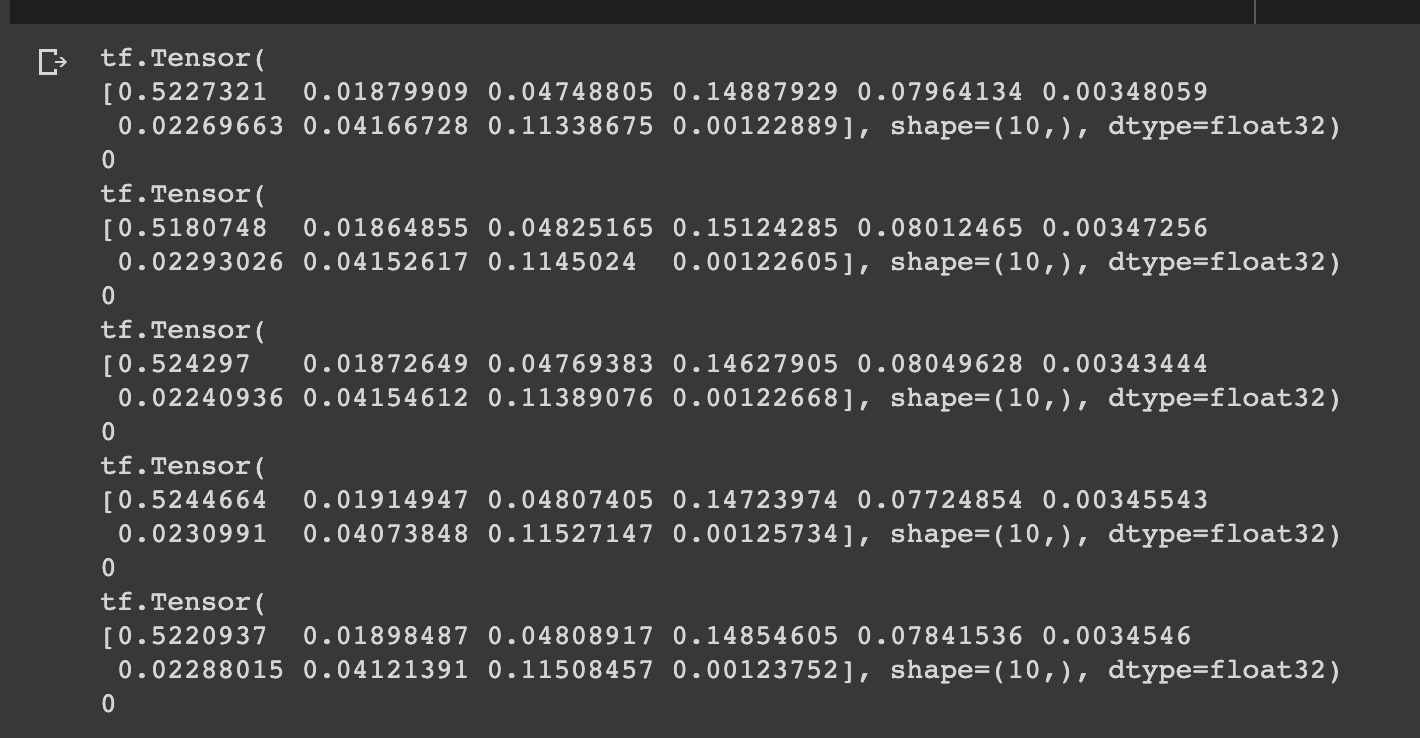 tf.Tensor(
[0.5227321  0.01879909 0.04748805 0.14887929 0.07964134 0.00348059
 0.02269663 0.04166728 0.11338675 0.00122889], shape=(10,), dtype=float32)
0
tf.Tensor(
[0.5180748  0.01864855 0.04825165 0.15124285 0.08012465 0.00347256
 0.02293026 0.04152617 0.1145024  0.00122605], shape=(10,), dtype=float32)
0
tf.Tensor(
[0.524297   0.01872649 0.04769383 0.14627905 0.08049628 0.00343444
 0.02240936 0.04154612 0.11389076 0.00122668], shape=(10,), dtype=float32)
0
tf.Tensor(
[0.5244664  0.01914947 0.04807405 0.14723974 0.07724854 0.00345543
 0.0230991  0.04073848 0.11527147 0.00125734], shape=(10,), dtype=float32)
0
tf.Tensor(
[0.5220937  0.01898487 0.04808917 0.14854605 0.07841536 0.0034546
 0.02288015 0.04121391 0.11508457 0.00123752], shape=(10,), dtype=float32)
0